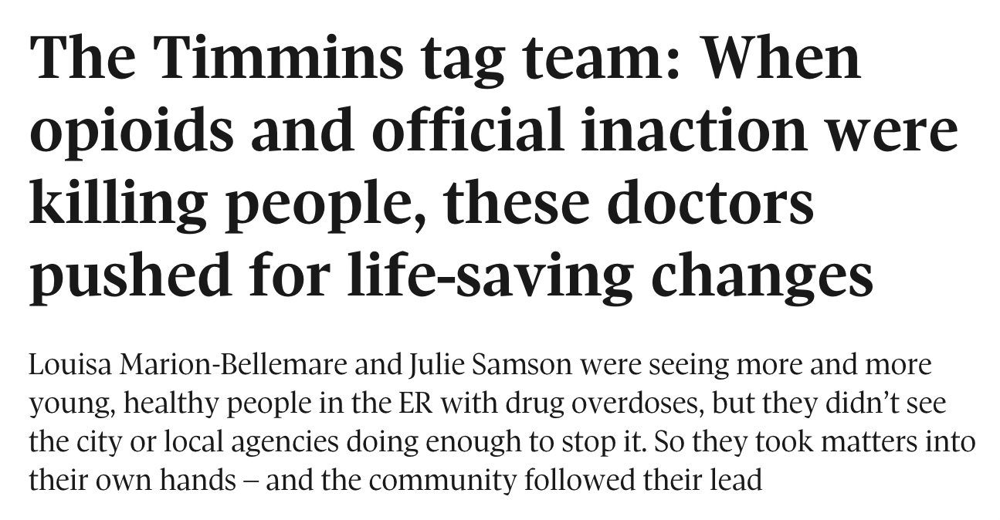 The Timmins tag team: When
opioids and official inaction were
killing people, these doctors
pushed for life-saving changes
Louisa Marion-Bellemare and Julie Samson were seeing more and more
young, healthy people in the ER with drug overdoses, but they didn’t see
the city or local agencies doing enough to stop it. So they took matters into
their own hands – and the community followed their lead